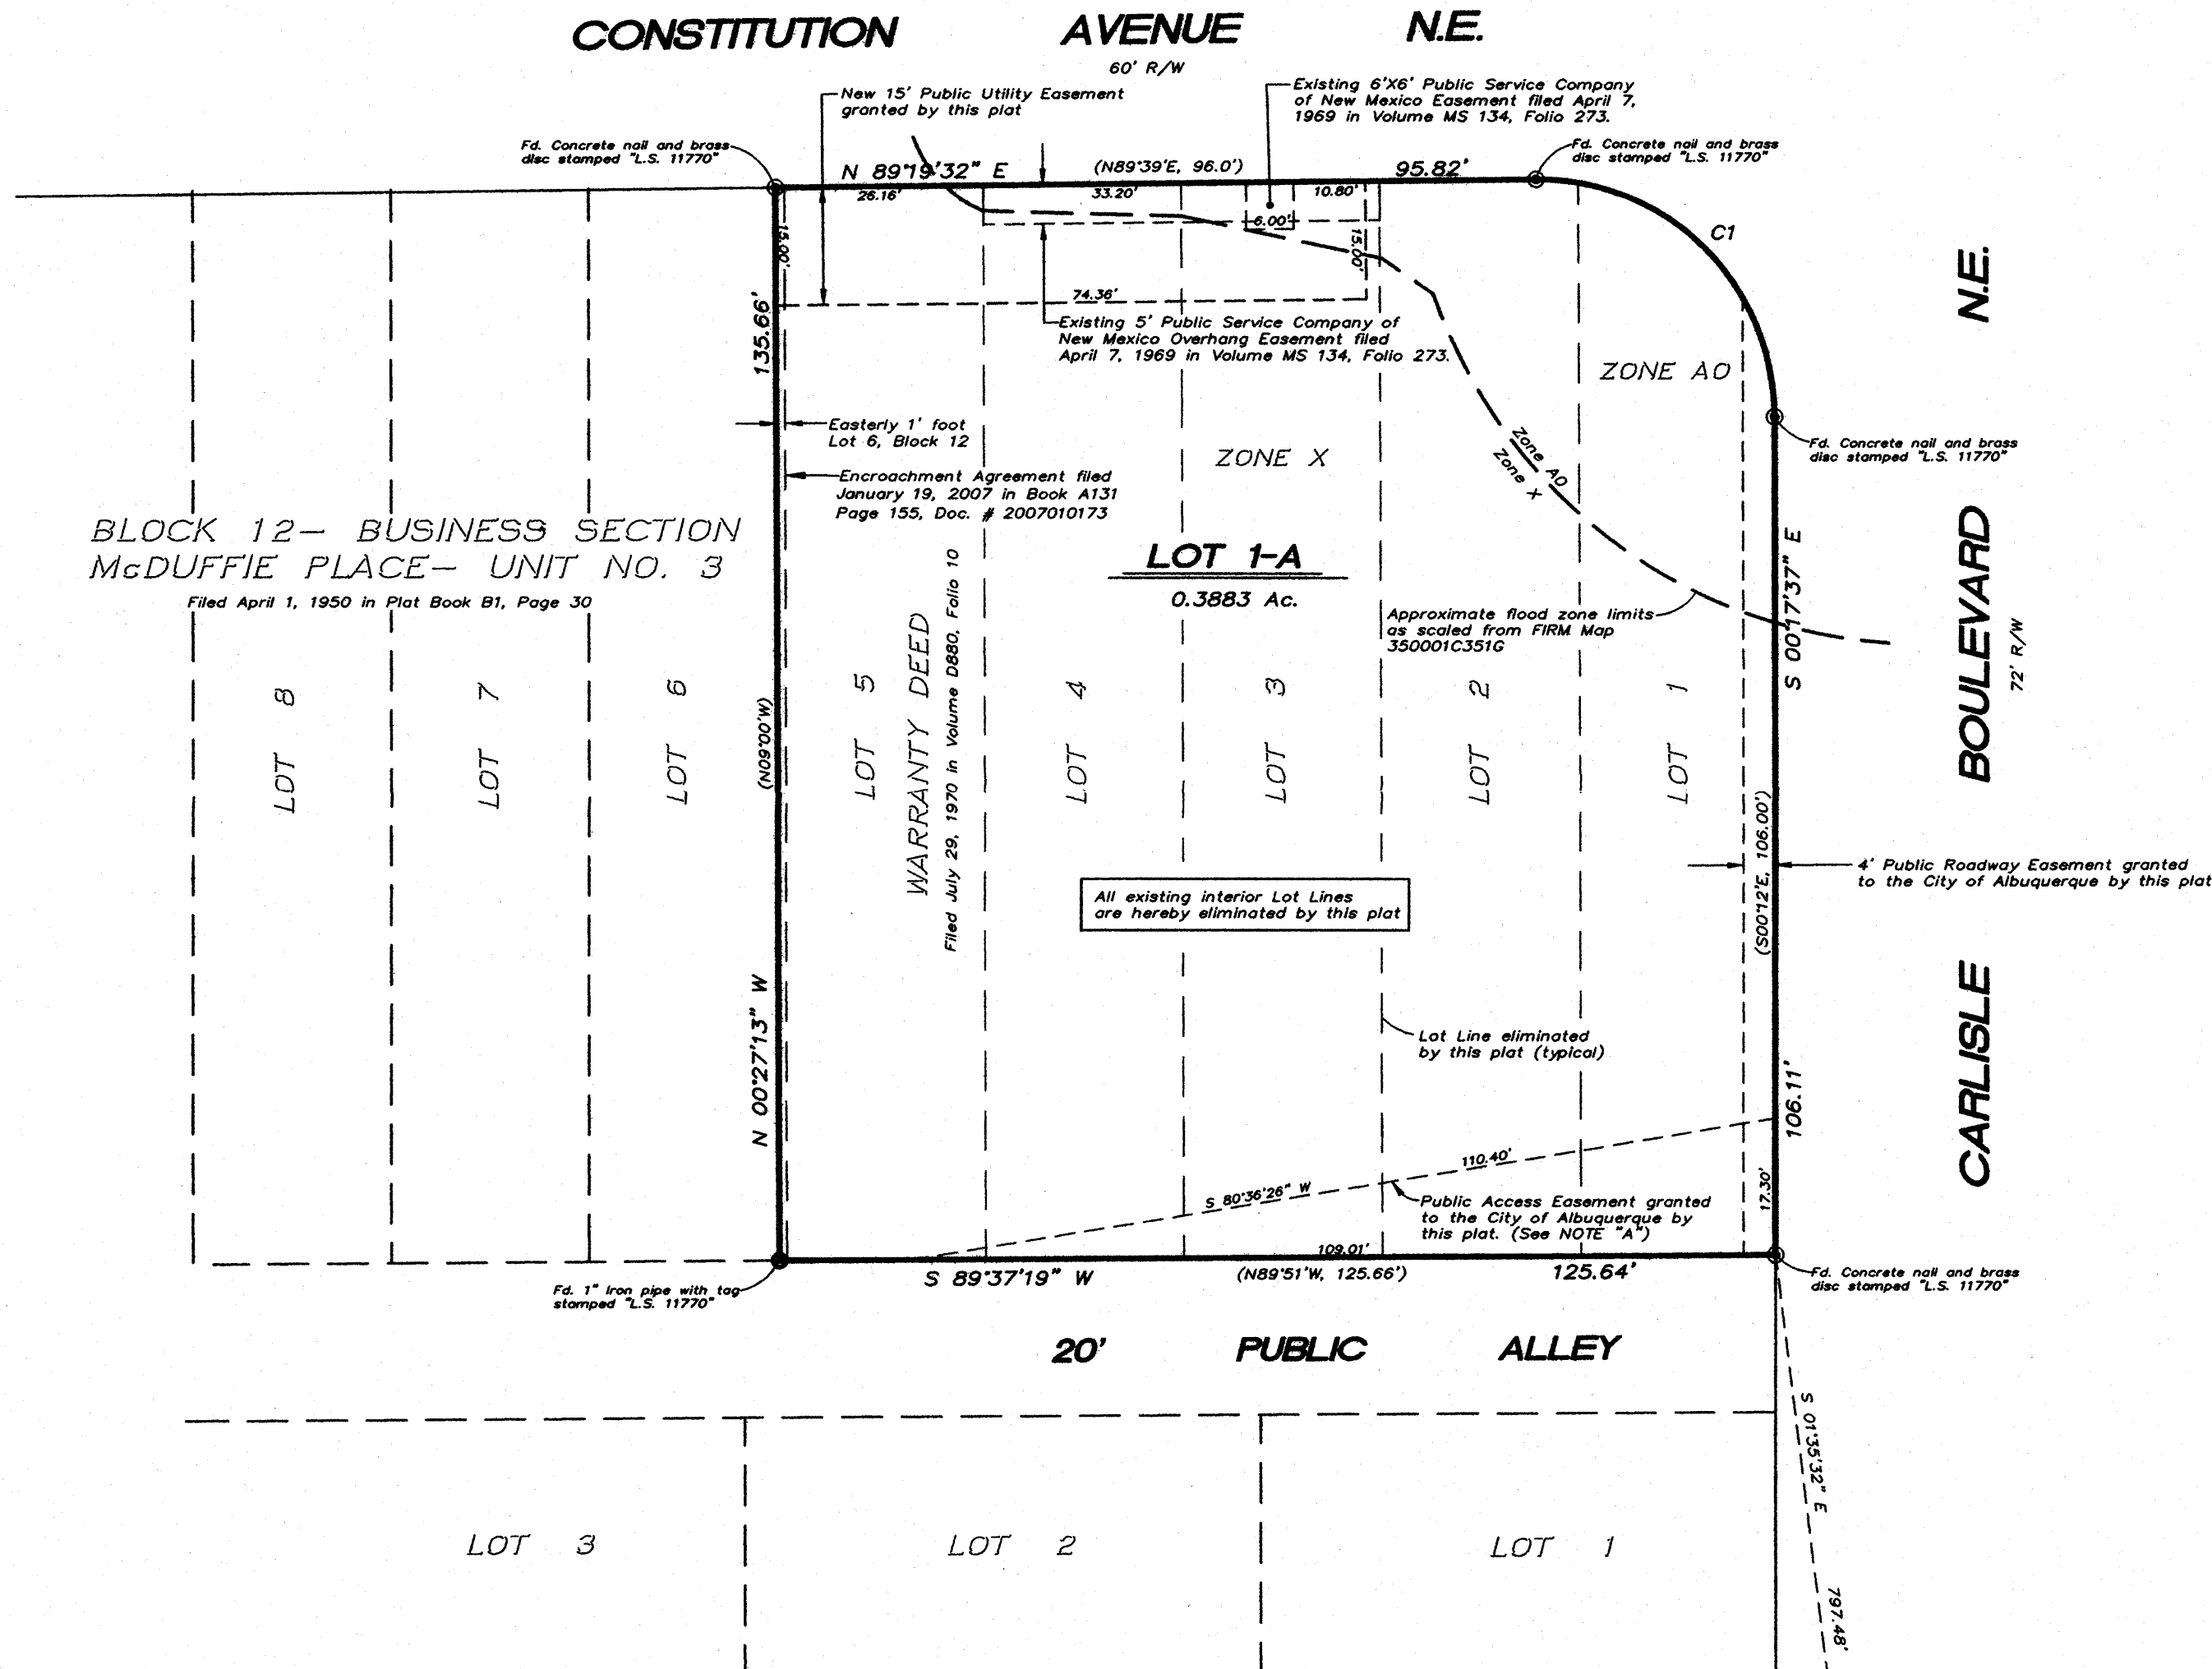 CONSTITUTION AVENUE N.E.
60' R/W
New 15' Public Utility Easement
granted by this plat
Existing 6'X6' Public Service Company
of New Mexico Easement filed April 7,
1969 in Volume MS 134, Folio 273.
Fd. Concrete nail and brass
disc stamped "L.S. 11770"
Fd. Concrete nail and brass
disc stamped "L.S. 11770"
N 89°19'32" E
(N89°39'E, 96.0')
95.82'
26.16'
33.20'
10.80'
6.00'
15.00'
15.00'
C1
74.36'
135.66'
Existing 5' Public Service Company of
New Mexico Overhang Easement filed
April 7, 1969 in Volume MS 134, Folio 273.
ZONE AO
Easterly 1' foot
Lot 6, Block 12
ZONE X
Zone AO
Zone X
Fd. Concrete nail and brass
disc stamped "L.S. 11770"
Encroachment Agreement filed
January 19, 2007 in Book A131
Page 155, Doc. # 2007010173
BLOCK 12- BUSINESS SECTION
McDUFFIE PLACE- UNIT NO. 3
Filed April 1, 1950 in Plat Book B1, Page 30
LOT 1-A
0.3883 Ac.
Approximate flood zone limits
as scaled from FIRM Map
350001C351G
S 00°17'37" E
CARLISLE BOULEVARD N.E.
72' R/W
LOT 8
LOT 7
LOT 6
(N09'00'W)
LOT 5
WARRANTY DEED
Filed July 29, 1970 in Volume D880, Folio 10
LOT 4
LOT 3
LOT 2
LOT 1
(S00°12'E, 106.00')
4' Public Roadway Easement granted
to the City of Albuquerque by this plat
All existing interior Lot Lines
are hereby eliminated by this plat
N 00°27'13" W
Lot Line eliminated
by this plat (typical)
106.11'
17.30'
S 80°36'26" W
110.40'
Public Access Easement granted
to the City of Albuquerque by
this plat. (See NOTE "A")
109.01'
S 89°37'19" W
(N89°51'W, 125.66')
125.64'
Fd. 1" Iron pipe with tag
stamped "L.S. 11770"
Fd. Concrete nail and brass
disc stamped "L.S. 11770"
20' PUBLIC ALLEY
S 01°35'32" E
797.48'
LOT 3
LOT 2
LOT 1